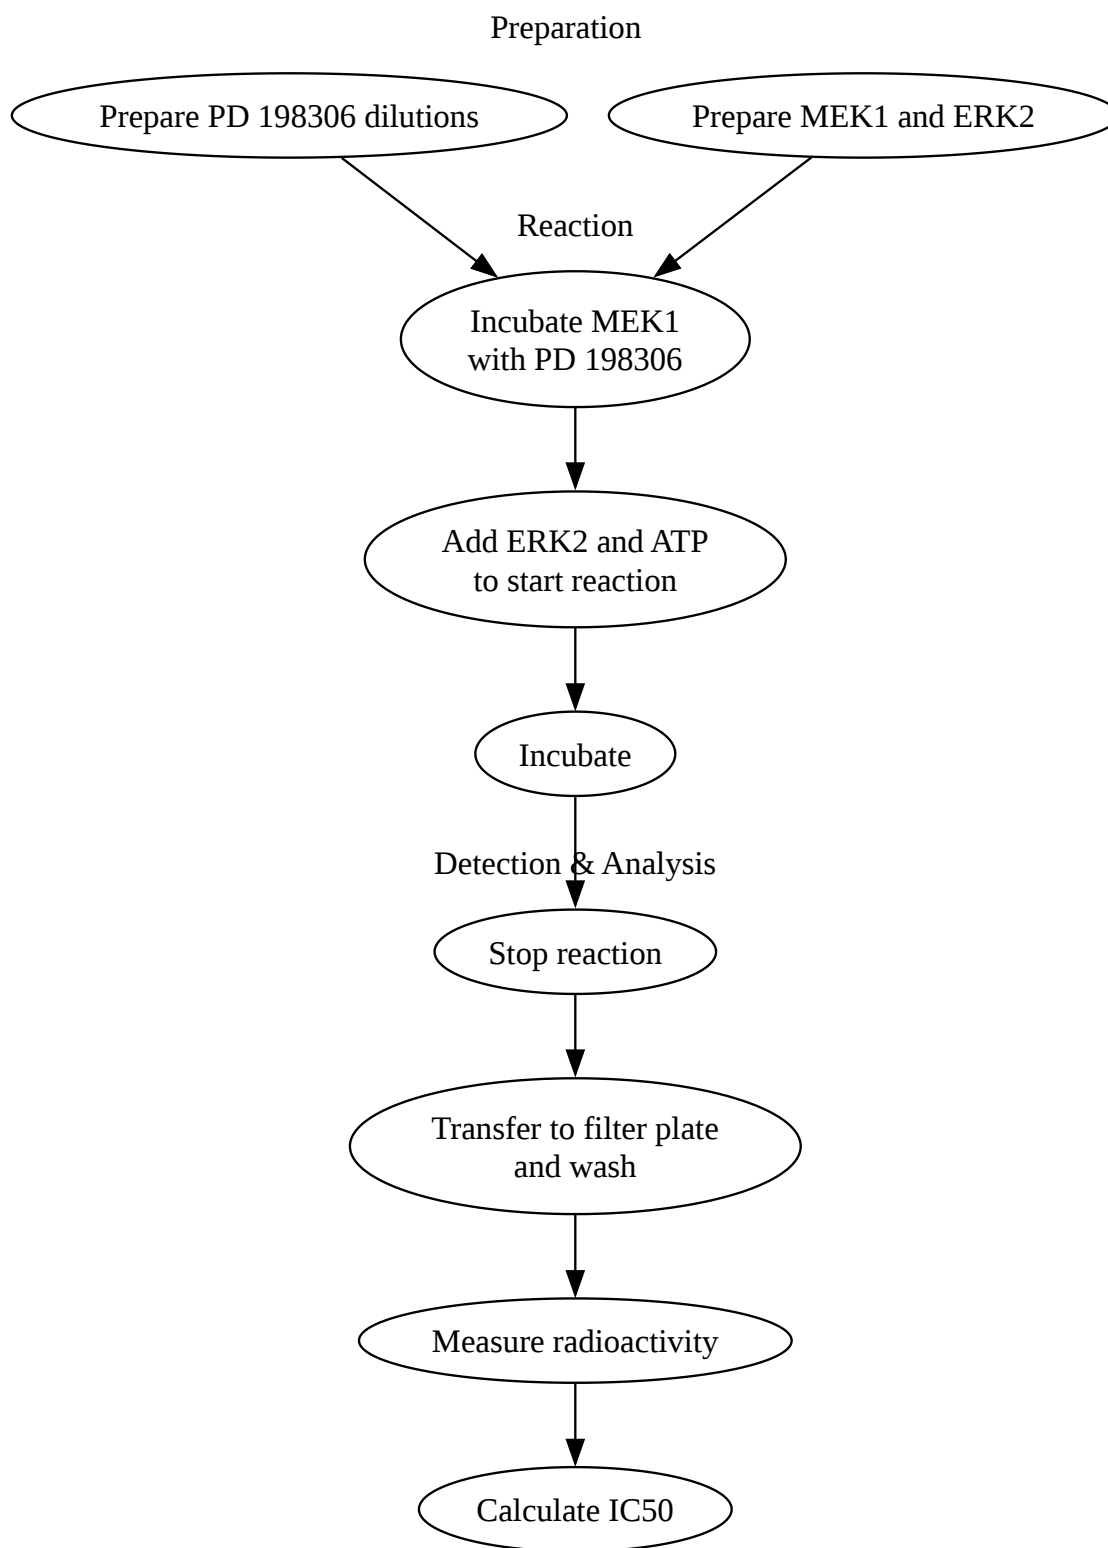 Preparation
Prepare PD 198306 dilutions
Prepare MEK1 and ERK2
Reaction
Incubate MEK1
with PD 198306
Add ERK2 and ATP
to start reaction
Incubate
Detection & Analysis
Stop reaction
Transfer to filter plate
and wash
Measure radioactivity
Calculate IC50